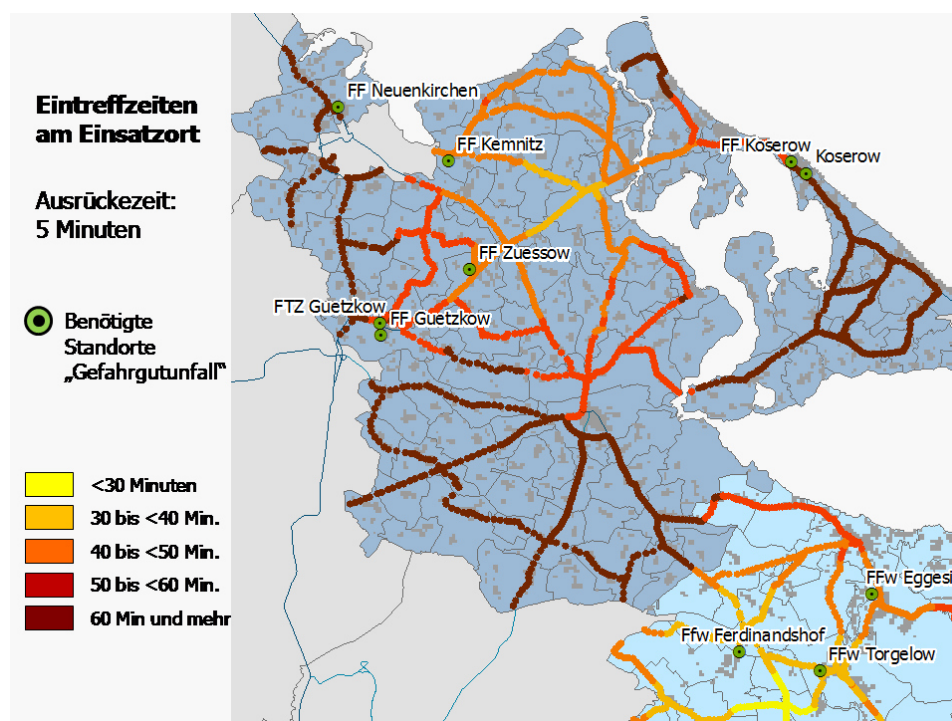 Eintreffzeiten
am Einsatzort
Ausrückezeit:
5 Minuten
Benötigte
Standorte
„Gefahrgutunfall“
<30 Minuten
30 bis <40 Min.
40 bis <50 Min.
50 bis <60 Min.
60 Min und mehr
FF Neuenkirchen
FF Kemnitz
FF Koserow
Koserow
FF Zuessow
FTZ Guetzkow
FF Guetzkow
FFw Eggesi
Ffw Ferdinandshof
FFw Torgelow